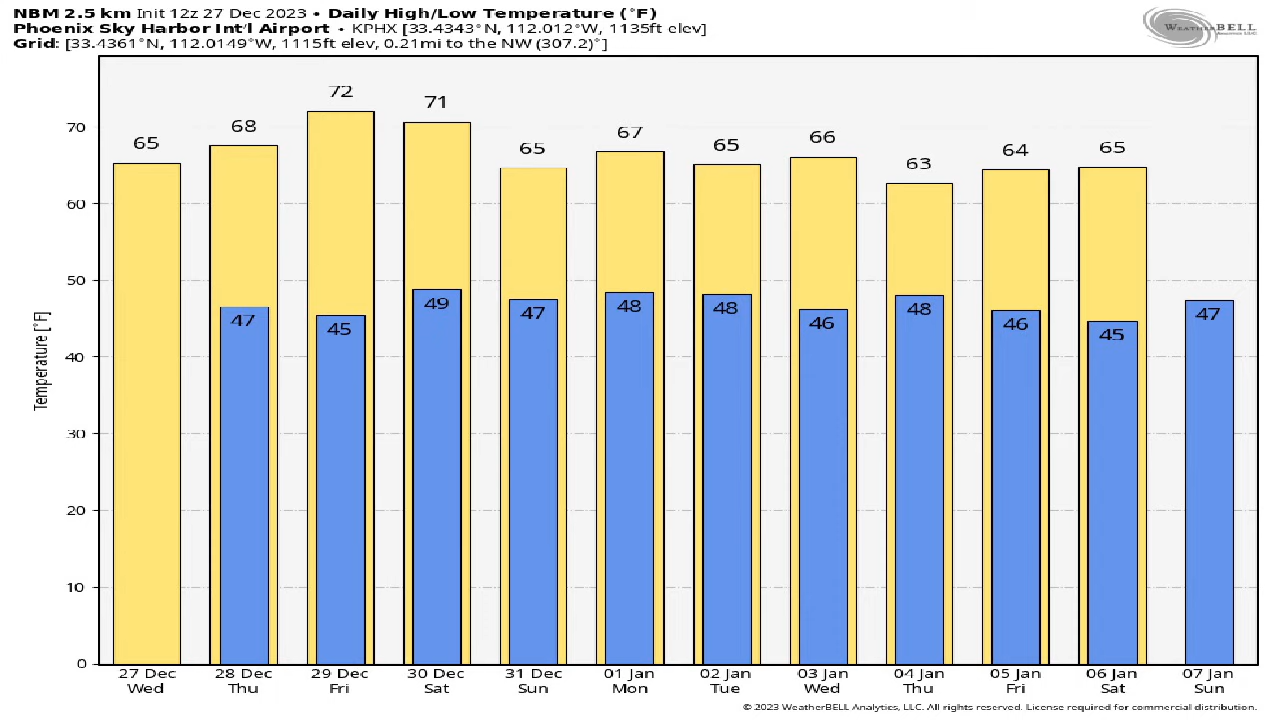 NBM 2.5 km Init 12z 27 Dec 2023 • Daily High/Low Temperature (°F)
Phoenix Sky Harbor Int'l Airport • KPHX [33.4343°N, 112.012°W, 1135ft elev]
Grid: [33.4361°N, 112.0149°W, 1115ft elev, 0.21mi to the NW (307.2)°]
WeatherBELL
Temperature [°F]
70
60
50
40
30
20
10
0
65 68 72 71 65 67 65 66 63 64 65
47 45 49 47 48 48 46 48 46 45 47
27 Dec 28 Dec 29 Dec 30 Dec 31 Dec 01 Jan 02 Jan 03 Jan 04 Jan 05 Jan 06 Jan 07 Jan
Wed Thu Fri Sat Sun Mon Tue Wed Thu Fri Sat Sun
© 2023 WeatherBELL Analytics, LLC. All rights reserved. License required for commercial distribution.